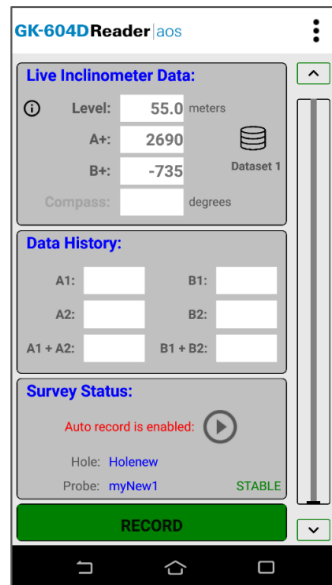 GK-604DReader|aos
Live Inclinometer Data:
Level: 55.0 meters
A+: 2690
B+: -735
Dataset 1
Compass: degrees
Data History:
A1: B1:
A2: B2:
A1 + A2: B1 + B2:
Survey Status:
Auto record is enabled:
Hole: Holenew
Probe: myNew1 STABLE
RECORD